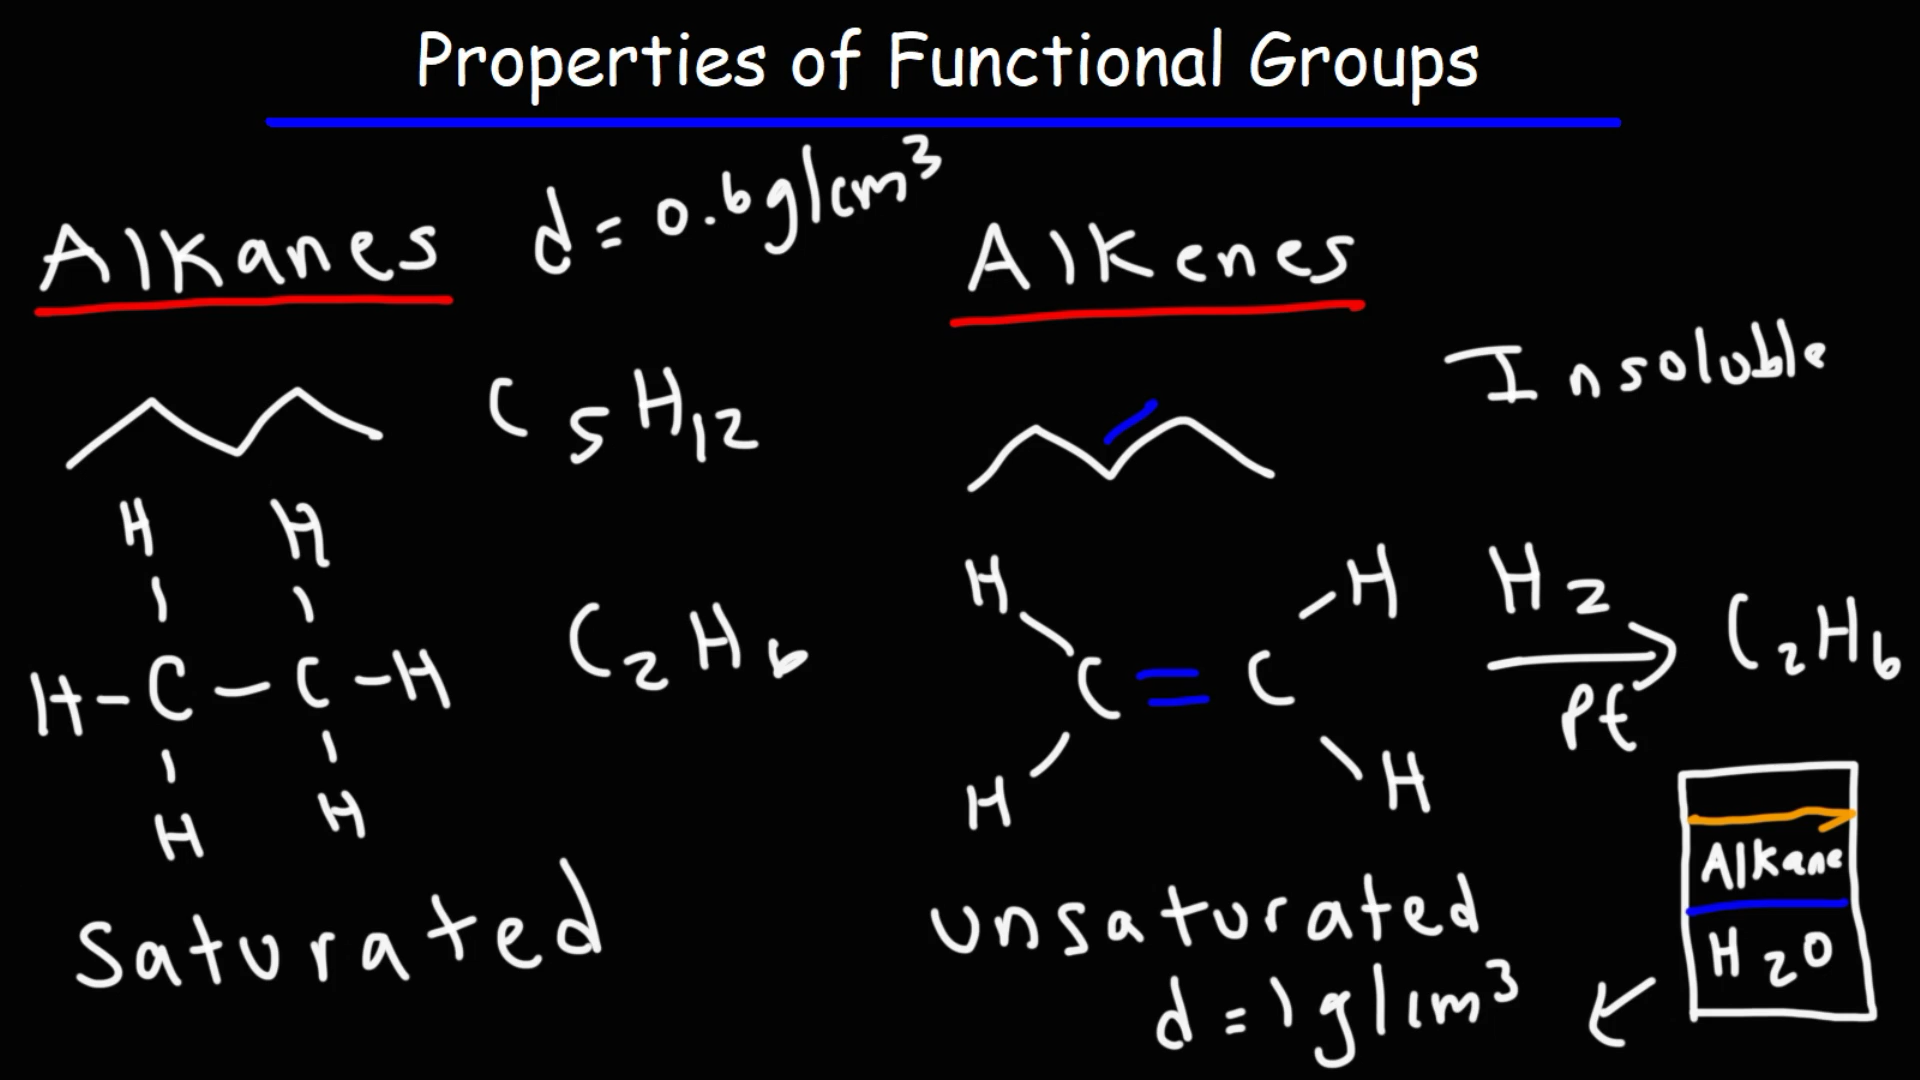 Properties of Functional Groups
Alkanes d = 0.6g/cm³
C₅H₁₂
H H
H-C-C-H
H H
C₂H₆
Saturated
Alkenes
Insoluble
H H
C=C
H H
H₂
Pt
C₂H₆
Unsaturated
d = 1g/cm³
Alkane
H₂O